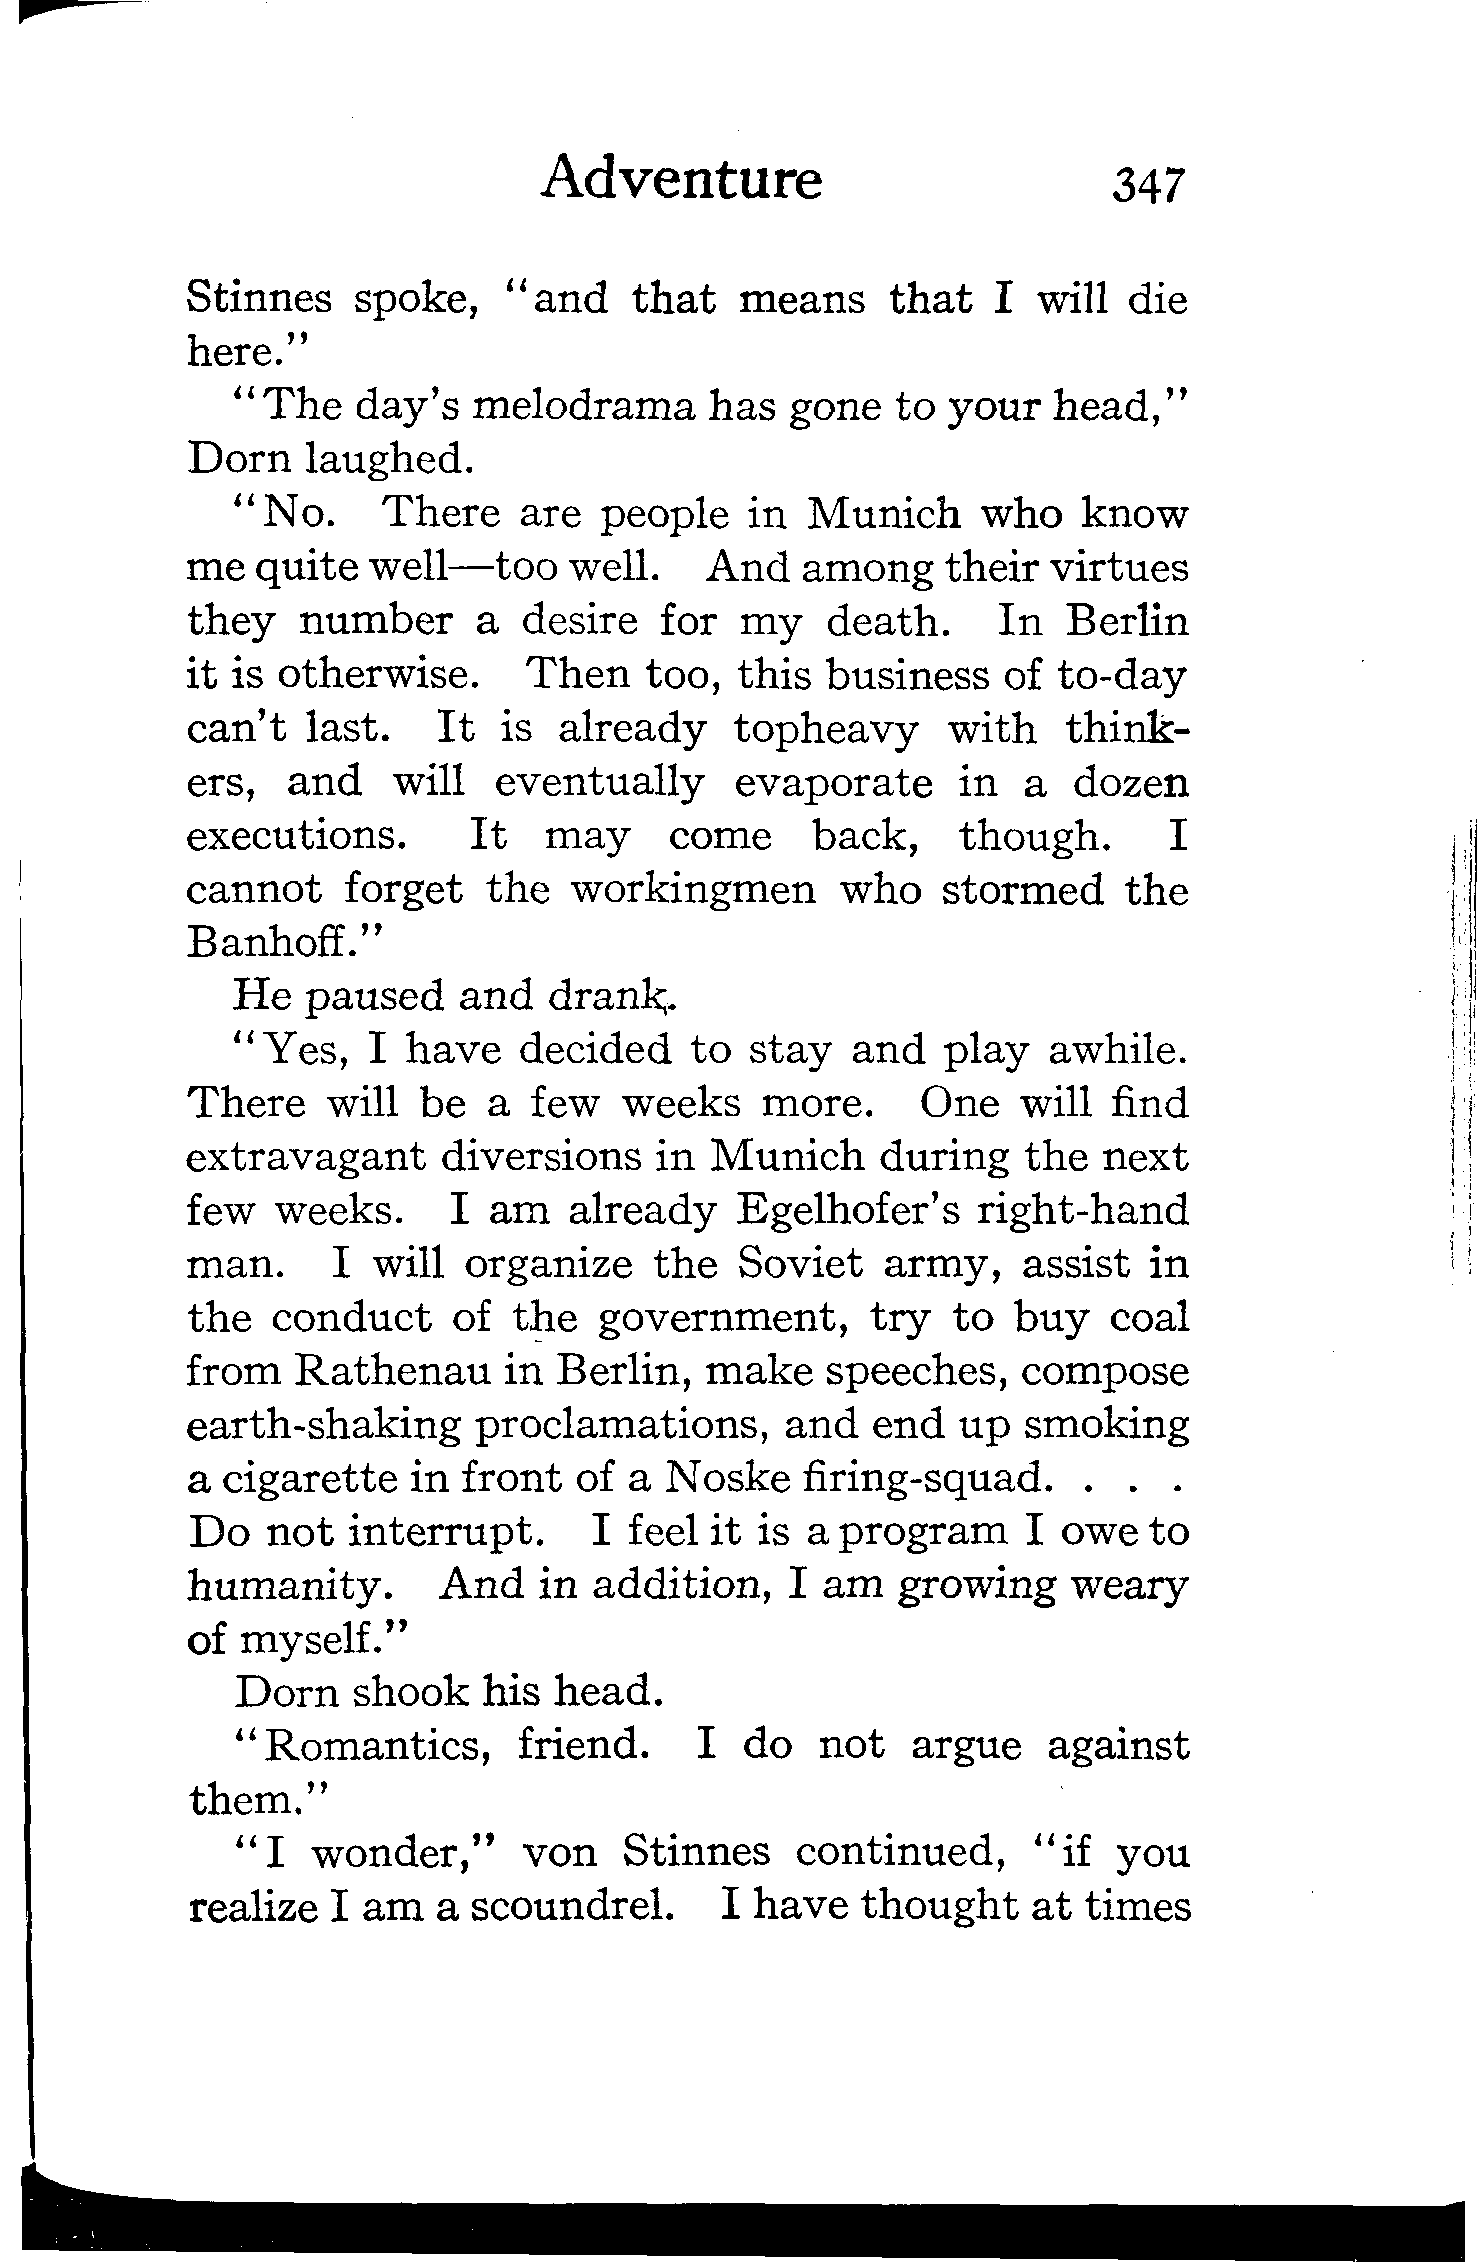 Adventure 347
Stinnes spoke, "and that means that I will die
here."
"The day's melodrama has gone to your head,"
Dorn laughed.
"No. There are people in Munich who know
me quite well—too well. And among their virtues
they number a desire for my death. In Berlin
it is otherwise. Then too, this business of to-day
can't last. It is already topheavy with think-
ers, and will eventually evaporate in a dozen
executions. It may come back, though. I
cannot forget the workingmen who stormed the
Banhoff."
He paused and drank.
"Yes, I have decided to stay and play awhile.
There will be a few weeks more. One will find
extravagant diversions in Munich during the next
few weeks. I am already Egelhofer's right-hand
man. I will organize the Soviet army, assist in
the conduct of the government, try to buy coal
from Rathenau in Berlin, make speeches, compose
earth-shaking proclamations, and end up smoking
a cigarette in front of a Noske firing-squad. . . .
Do not interrupt. I feel it is a program I owe to
humanity. And in addition, I am growing weary
of myself."
Dorn shook his head.
"Romantics, friend. I do not argue against
them."
"I wonder," von Stinnes continued, "if you
realize I am a scoundrel. I have thought at times